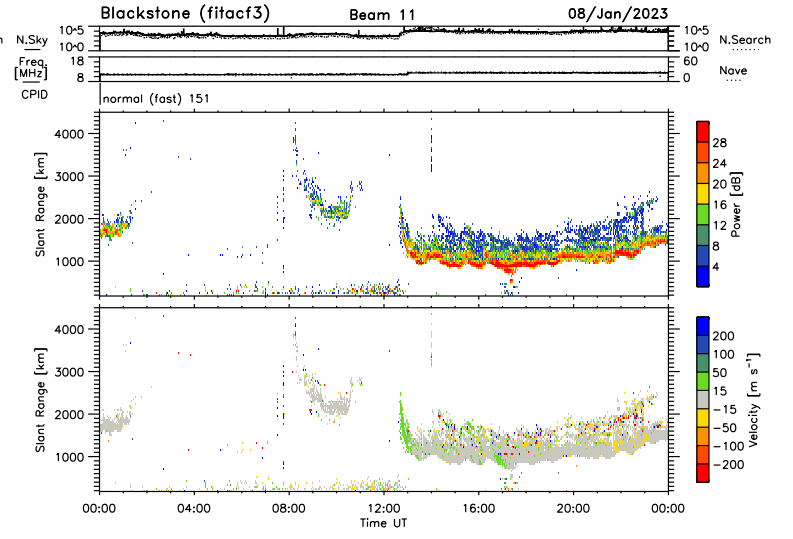 Blackstone (fitacf3) Beam 11 08/Jan/2023
N.Sky 10^5 10^0 10^5 10^0 N.Search
Freq. [MHz] 18 8 60 0 Nave
CPID normal (fast) 151
Slant Range [km] 4000 3000 2000 1000
28 24 20 16 12 8 4 Power [dB]
Slant Range [km] 4000 3000 2000 1000
200 100 50 15 -15 -50 -100 -200 Velocity [m s⁻¹]
00:00 04:00 08:00 12:00 16:00 20:00 00:00
Time UT